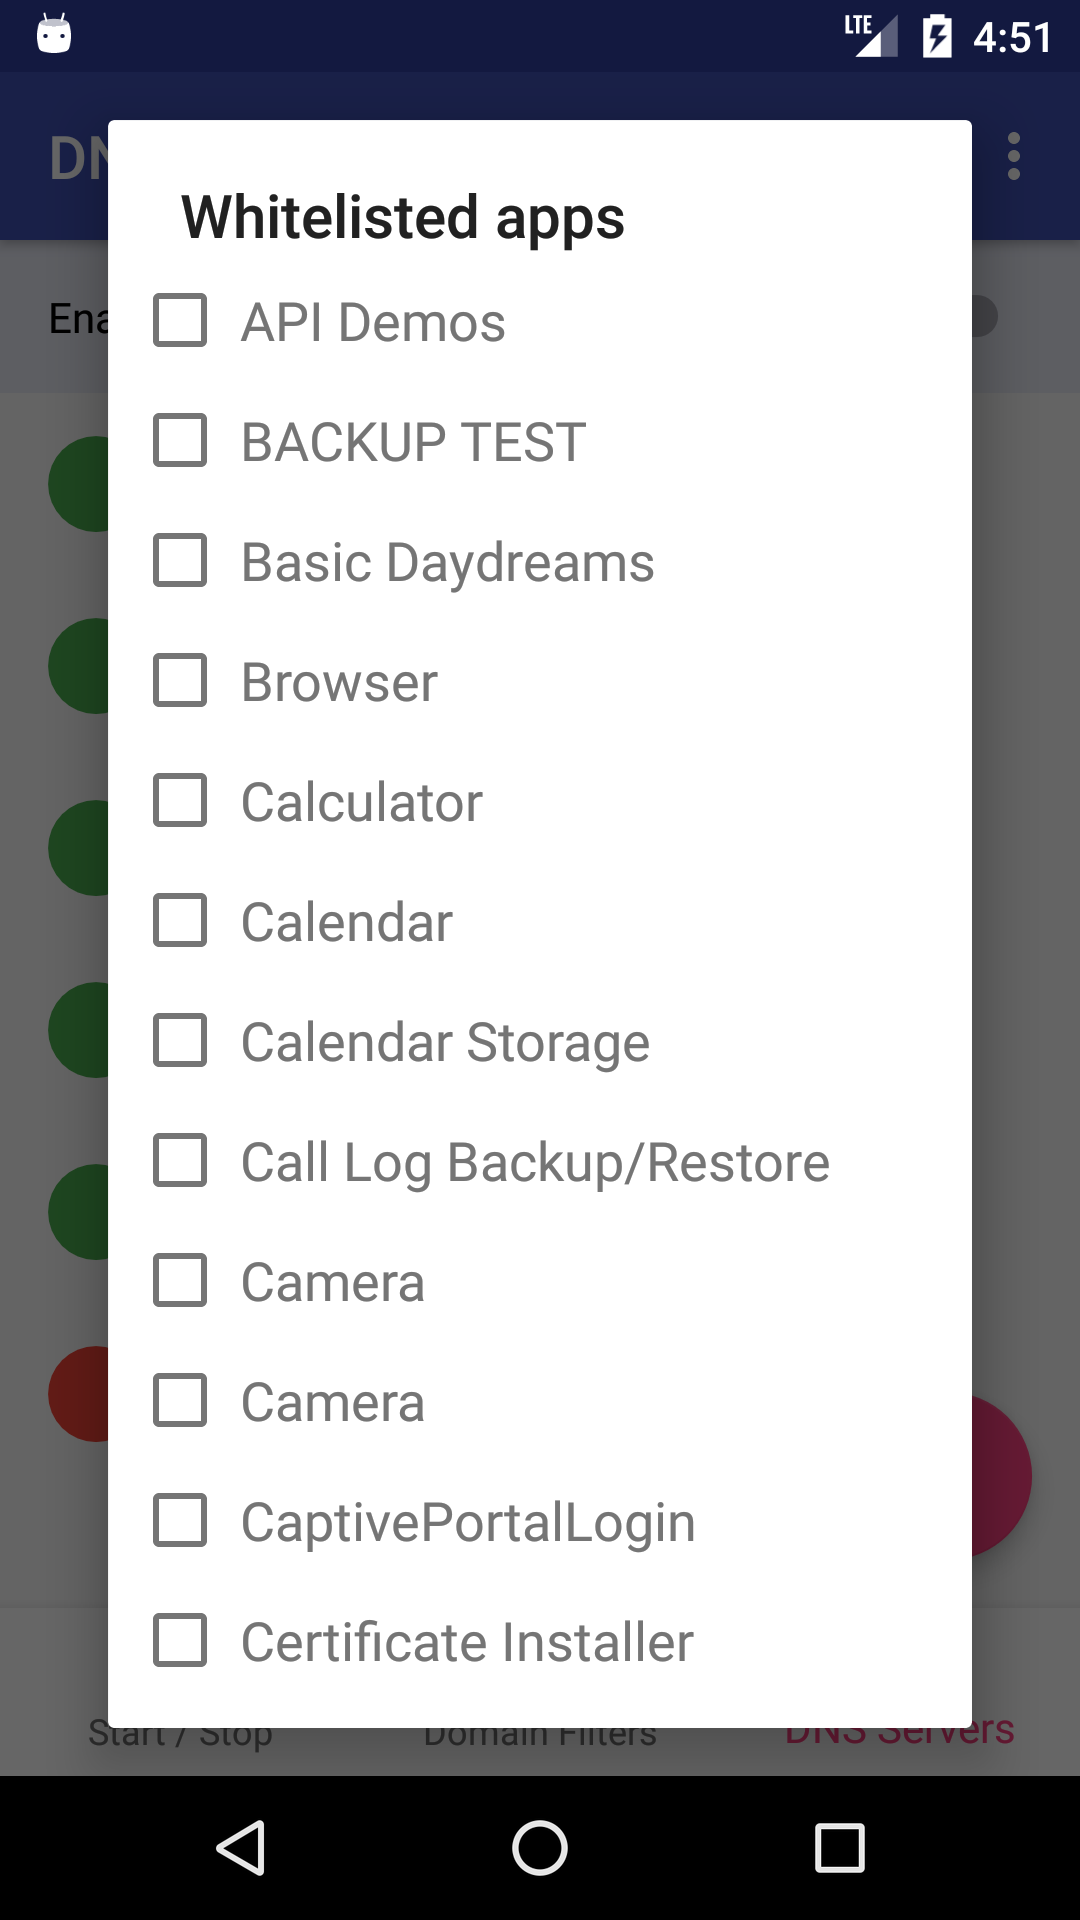 LTE 4:51
DN
Whitelisted apps
Ena
API Demos
BACKUP TEST
Basic Daydreams
Browser
Calculator
Calendar
Calendar Storage
Call Log Backup/Restore
Camera
Camera
CaptivePortalLogin
Certificate Installer
Start / Stop Domain Filters DNS Servers